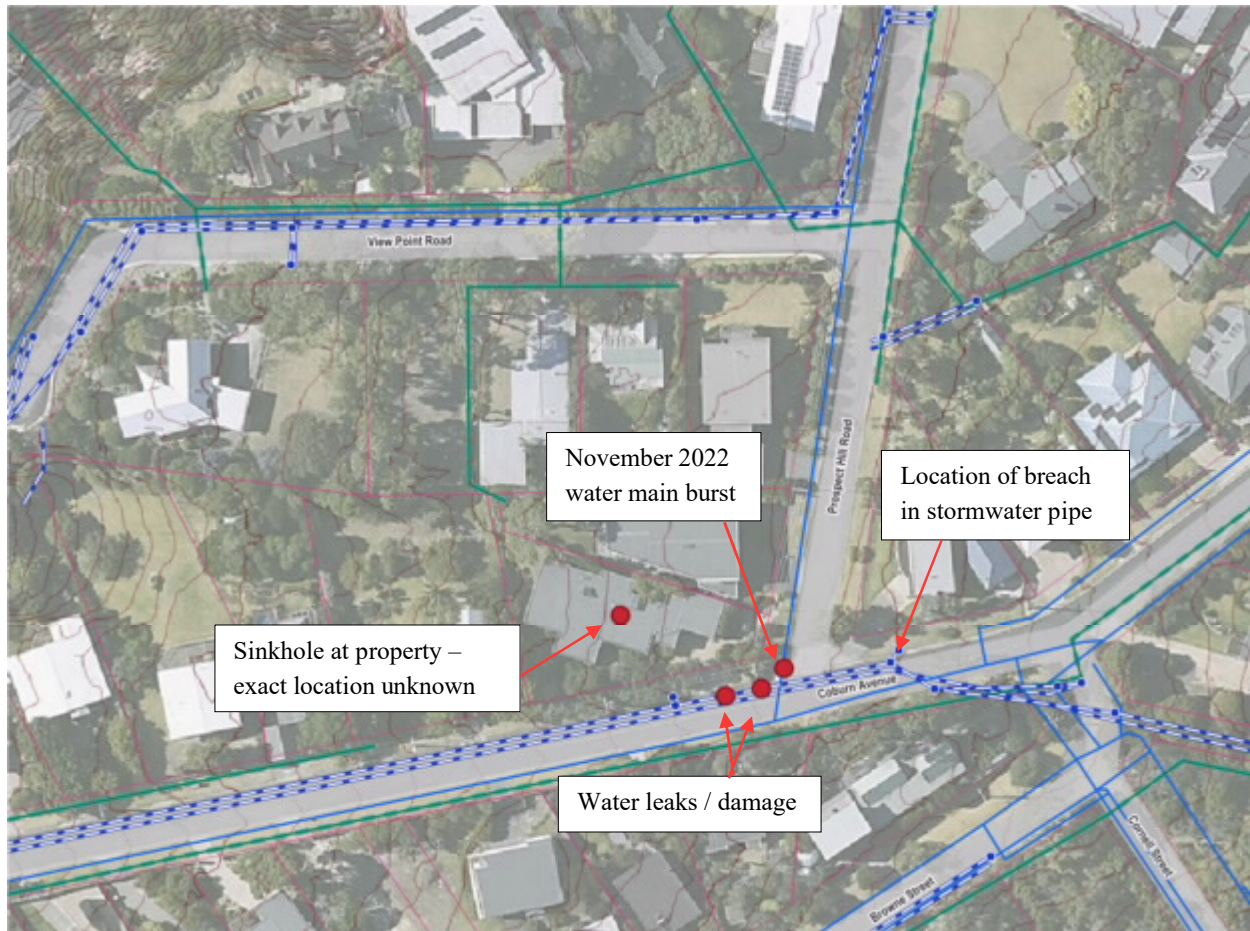 View Point Road
November 2022
water main burst
Location of breach
in stormwater pipe
Prospect Hill Road
Sinkhole at property –
exact location unknown
Coburn Avenue
Water leaks / damage
Cornell Street
Browne Street